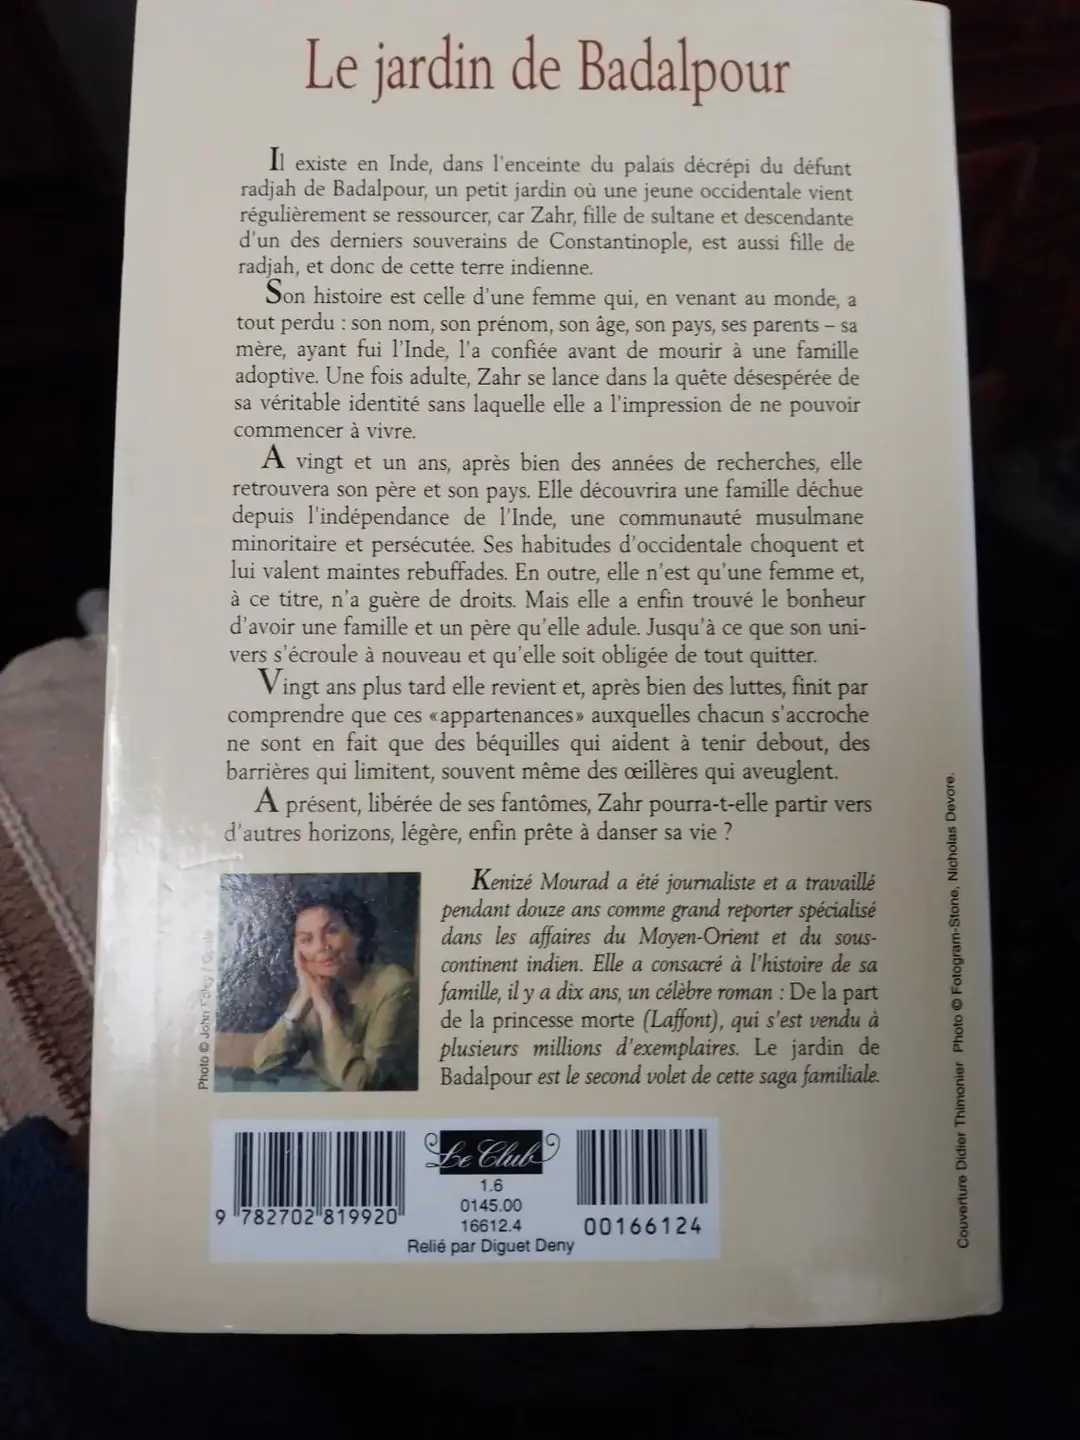 Le jardin de Badalpour
Il existe en Inde, dans l'enceinte du palais décrépi du défunt
radjah de Badalpour, un petit jardin où une jeune occidentale vient
régulièrement se ressourcer, car Zahr, fille de sultane et descendante
d'un des derniers souverains de Constantinople, est aussi fille de
radjah, et donc de cette terre indienne.
Son histoire est celle d'une femme qui, en venant au monde, a
tout perdu : son nom, son prénom, son âge, son pays, ses parents – sa
mère, ayant fui l'Inde, l'a confiée avant de mourir à une famille
adoptive. Une fois adulte, Zahr se lance dans la quête désespérée de
sa véritable identité sans laquelle elle a l'impression de ne pouvoir
commencer à vivre.
A vingt et un ans, après bien des années de recherches, elle
retrouvera son père et son pays. Elle découvrira une famille déchue
depuis l'indépendance de l'Inde, une communauté musulmane
minoritaire et persécutée. Ses habitudes d'occidentale choquent et
lui valent maintes rebuffades. En outre, elle n'est qu'une femme et,
à ce titre, n'a guère de droits. Mais elle a enfin trouvé le bonheur
d'avoir une famille et un père qu'elle adule. Jusqu'à ce que son uni-
vers s'écroule à nouveau et qu'elle soit obligée de tout quitter.
Vingt ans plus tard elle revient et, après bien des luttes, finit par
comprendre que ces «appartenances» auxquelles chacun s'accroche
ne sont en fait que des béquilles qui aident à tenir debout, des
barrières qui limitent, souvent même des œillères qui aveuglent.
A présent, libérée de ses fantômes, Zahr pourra-t-elle partir vers
d'autres horizons, légère, enfin prête à danser sa vie ?
Kenizé Mourad a été journaliste et a travaillé
pendant douze ans comme grand reporter spécialisé
dans les affaires du Moyen-Orient et du sous-
continent indien. Elle a consacré à l'histoire de sa
famille, il y a dix ans, un célèbre roman : De la part
de la princesse morte (Laffont), qui s'est vendu à
plusieurs millions d'exemplaires. Le jardin de
Badalpour est le second volet de cette saga familiale.
Photo © John
Couverture Didier Thimonier Photo © Fotogram-Stone, Nicholas Devore.
9 782702 819920
Le Club
1.6
0145.00
16612.4
Relié par Diguet Deny
00166124